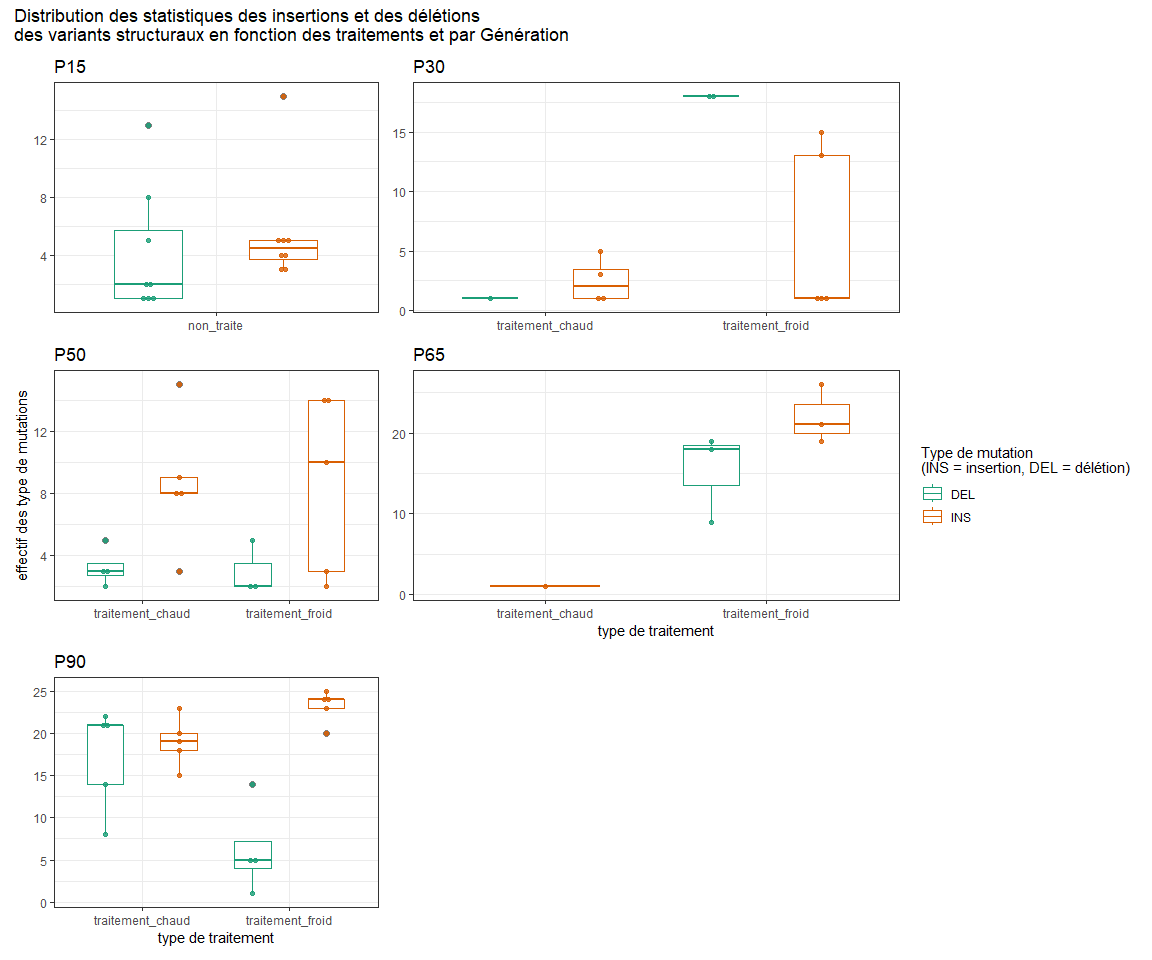 Distribution des statistiques des insertions et des délétions
des variants structuraux en fonction des traitements et par Génération
P15
12
8
4
non_traite
P30
15
10
5
0
traitement_chaud
traitement_froid
effectif des type de mutations
P50
12
8
4
traitement_chaud
traitement_froid
P65
20
10
0
traitement_chaud
traitement_froid
type de traitement
Type de mutation
(INS = insertion, DEL = délétion)
DEL
INS
P90
25
20
15
10
5
0
traitement_chaud
traitement_froid
type de traitement